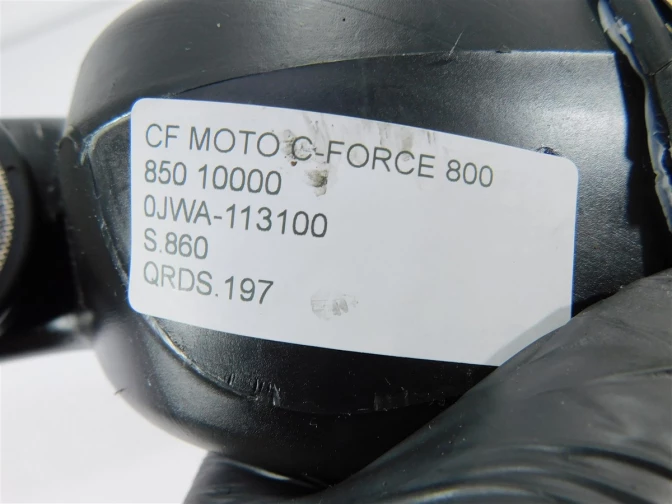 CF MOTO C-FORCE 800
850 10000
0JWA-113100
S.860
QRDS.197